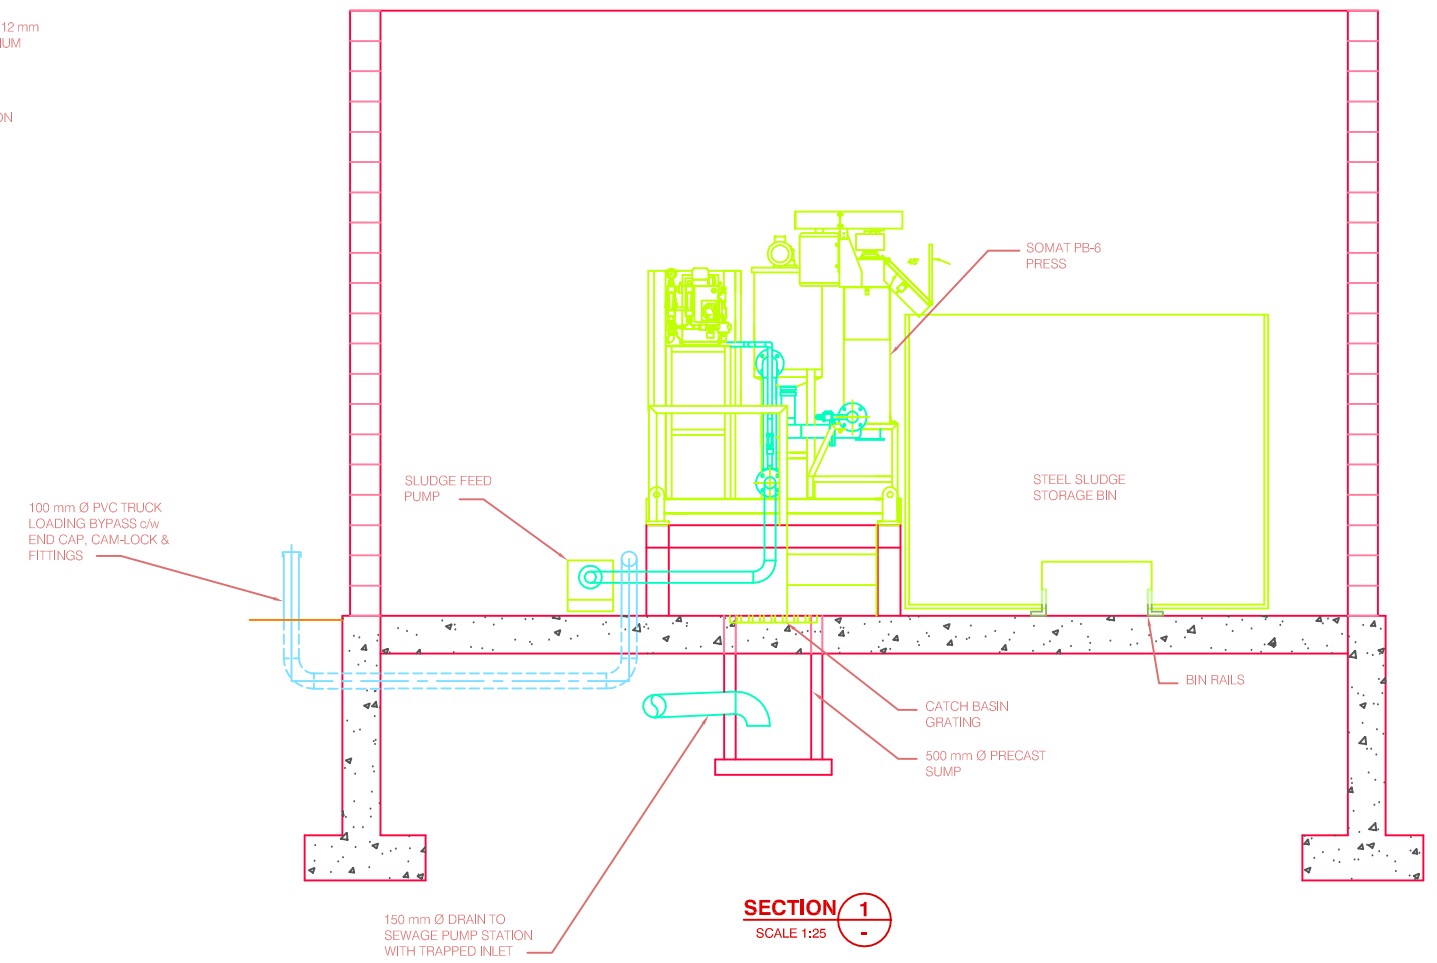 12 mm
45°
SOMAT PB-6
PRESS
SLUDGE FEED
PUMP
STEEL SLUDGE
STORAGE BIN
100 mm Ø PVC TRUCK
LOADING BYPASS c/w
END CAP, CAM-LOCK &
FITTINGS
BIN RAILS
CATCH BASIN
GRATING
500 mm Ø PRECAST
SUMP
150 mm Ø DRAIN TO
SEWAGE PUMP STATION
WITH TRAPPED INLET
SECTION 1
SCALE 1:25 -